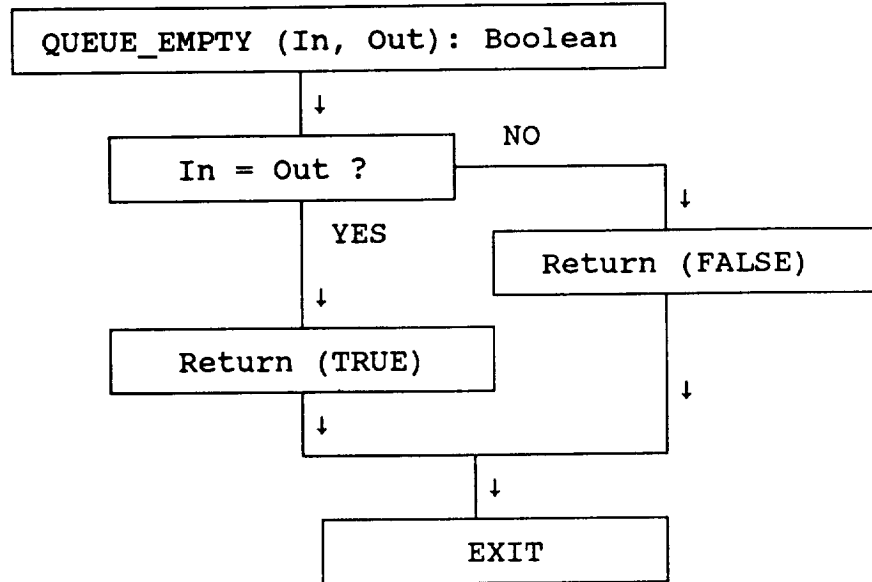 QUEUE_EMPTY (In, Out): Boolean
↓
In = Out ?
NO
↓
YES
Return (FALSE)
↓
Return (TRUE)
↓
↓
↓
EXIT